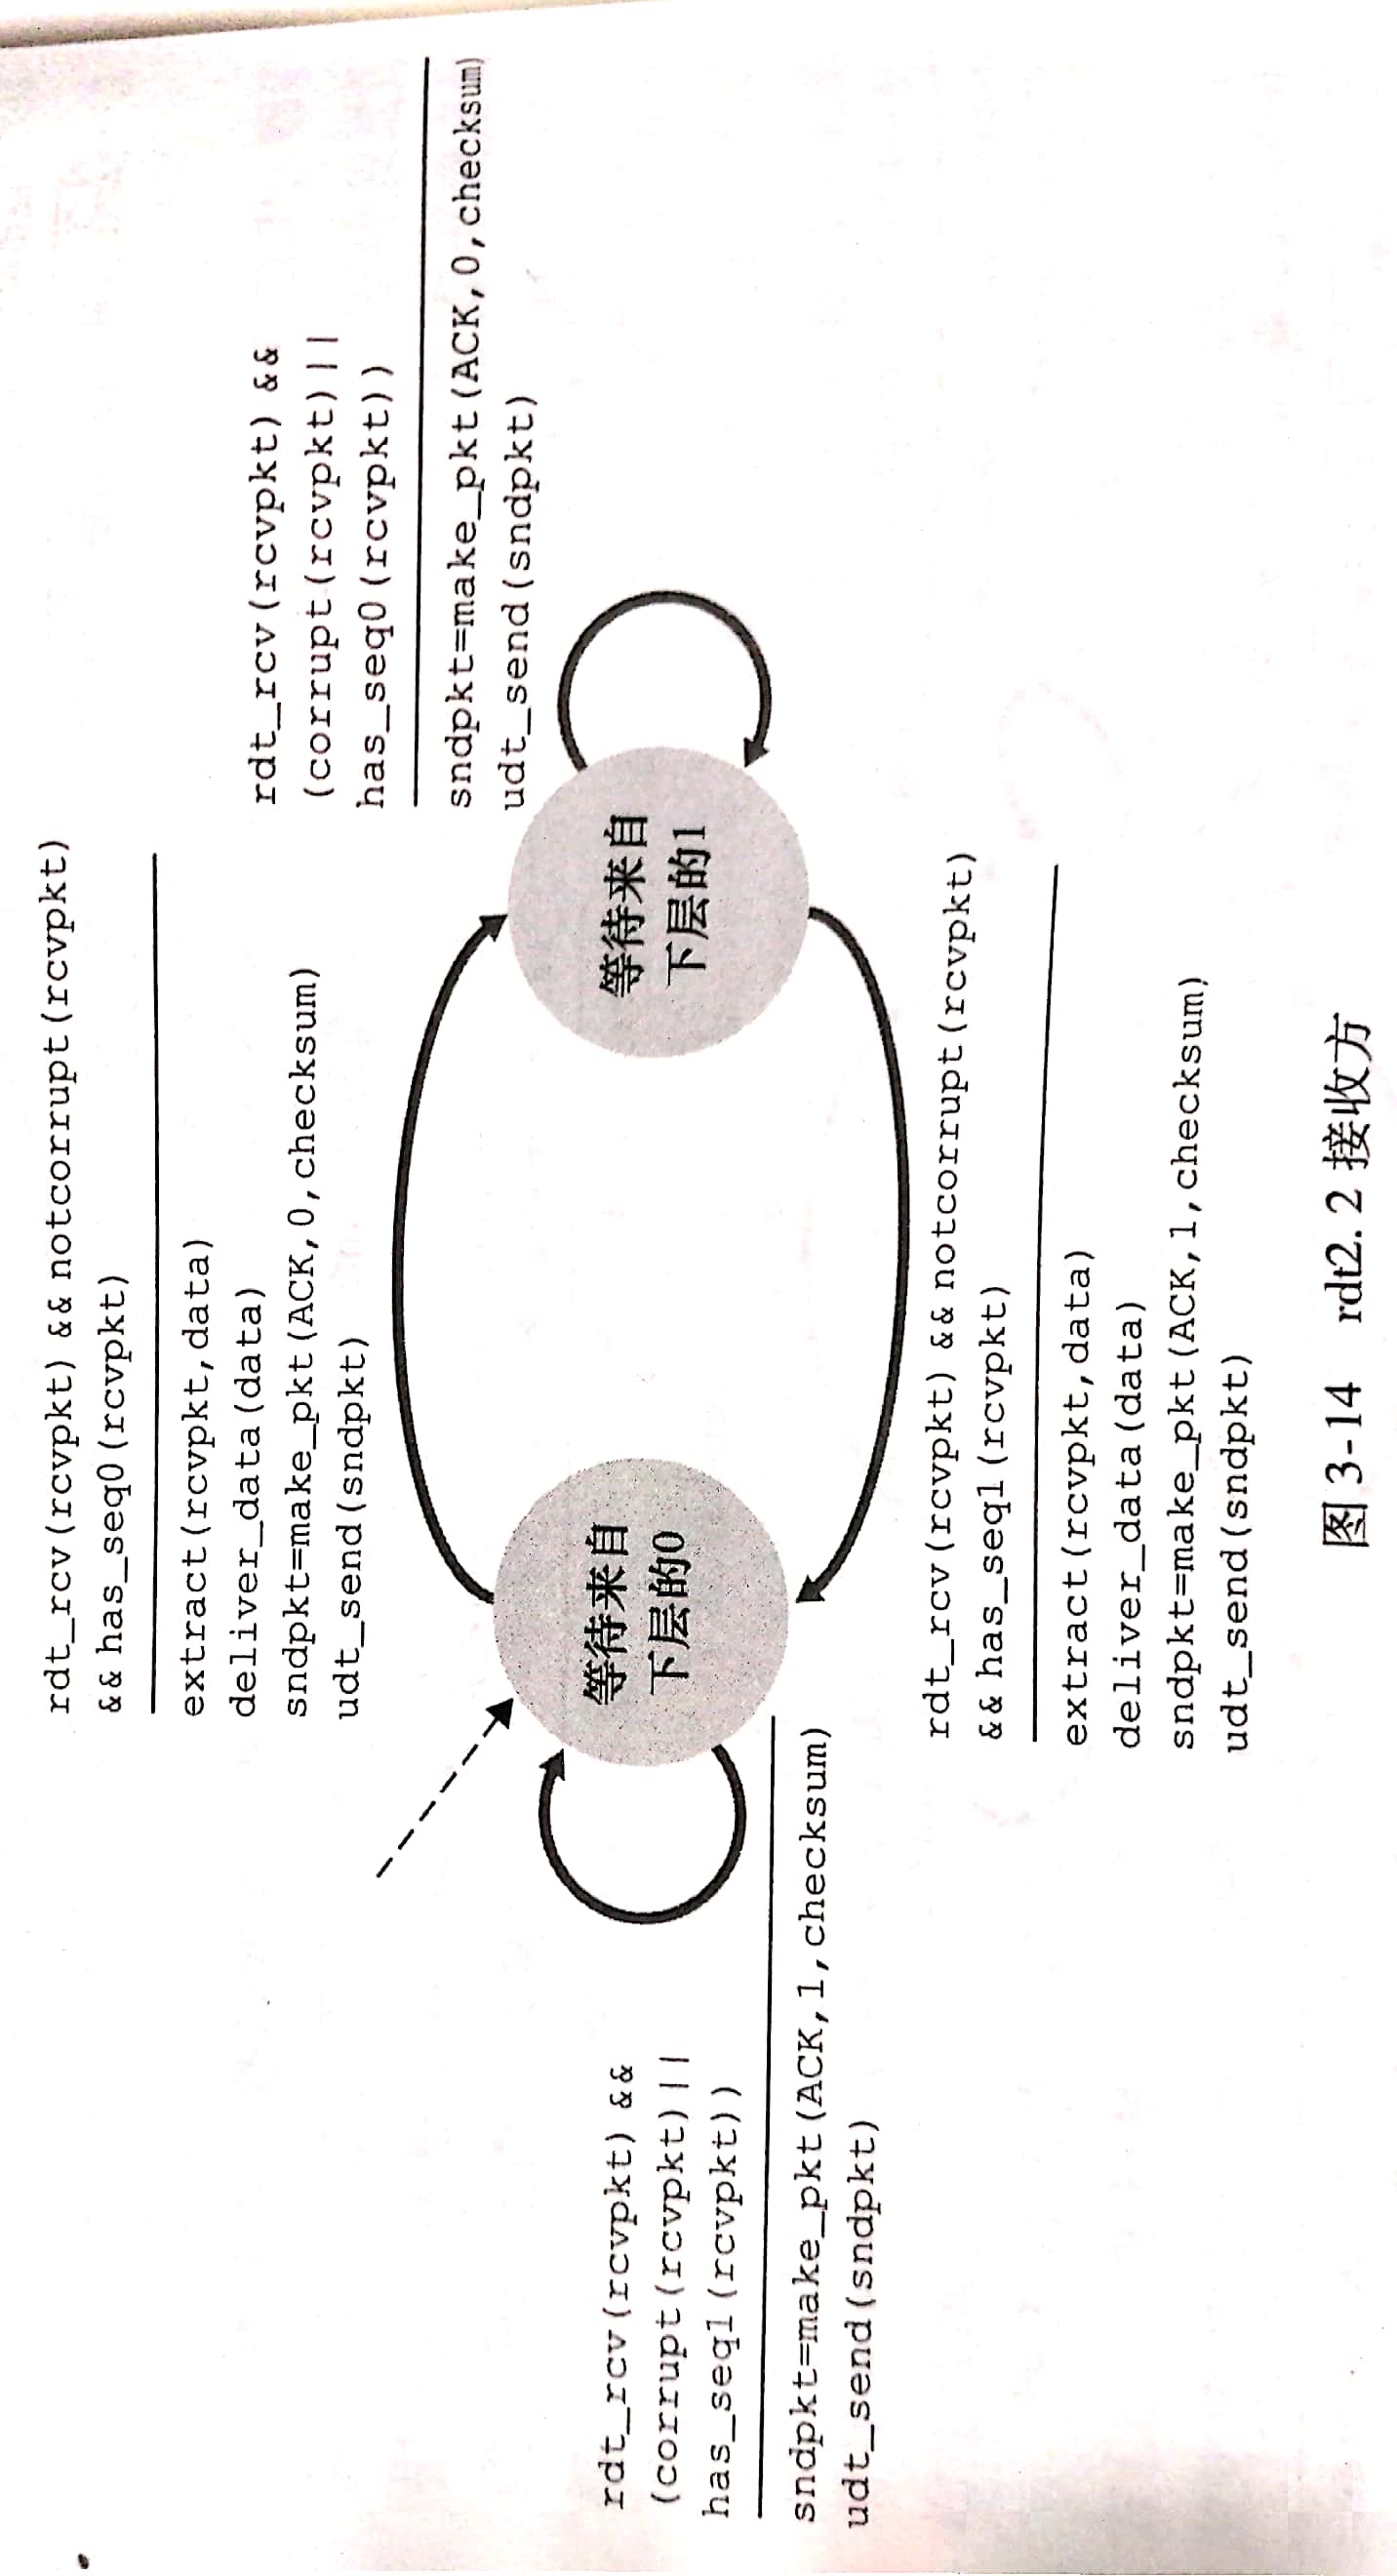 rdt_rcv(rcvpkt) && notcorrupt(rcvpkt)
&& has_seq0(rcvpkt)
extract(rcvpkt,data)
deliver_data(data)
sndpkt=make_pkt(ACK,0,checksum)
udt_send(sndpkt)
rdt_rcv(rcvpkt) &&
(corrupt(rcvpkt)||
has_seq0(rcvpkt))
sndpkt=make_pkt(ACK,0,checksum)
udt_send(sndpkt)
等待来自
下层的0
等待来自
下层的1
rdt_rcv(rcvpkt) &&
(corrupt(rcvpkt)||
has_seq1(rcvpkt))
sndpkt=make_pkt(ACK,1,checksum)
udt_send(sndpkt)
rdt_rcv(rcvpkt) && notcorrupt(rcvpkt)
&& has_seq1(rcvpkt)
extract(rcvpkt,data)
deliver_data(data)
sndpkt=make_pkt(ACK,1,checksum)
udt_send(sndpkt)
图 3-14 rdt2. 2 接收方